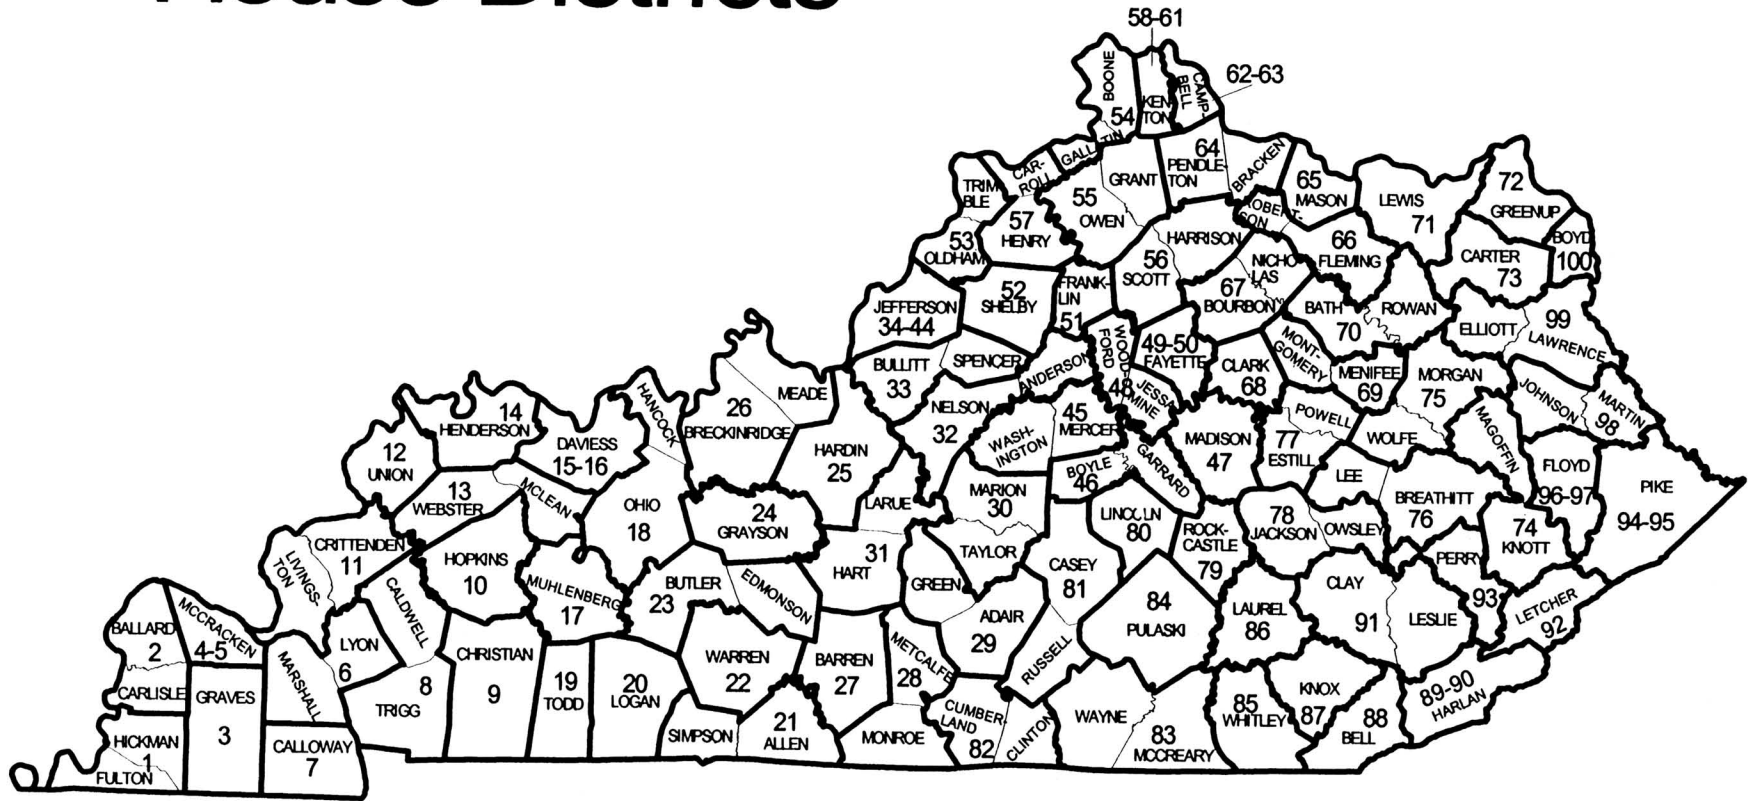 House Districts
58-61
62-63
BOONE
54
KEN-
TON
CAMP-
BELL
GALLATIN
CAR-
ROLL
TRIM
BLE
GRANT
55
OWEN
64
PENDLE-
TON
BRACKEN
ROBERT-
SON
65
MASON
LEWIS
71
72
GREENUP
BOYD
100
CARTER
73
66
FLEMING
57
HENRY
53
OLDHAM
HARRISON
56
SCOTT
NICHO-
LAS
67
BOURBON
BATH
70
ROWAN
ELLIOTT
99
LAWRENCE
JEFFERSON
34-44
52
SHELBY
FRANK-
LIN
51
WOOD-
FORD
48
49-50
FAYETTE
CLARK
68
MONT-
GOMERY
MENIFEE
69
MORGAN
75
JOHNSON
MARTIN
98
MAGOFFIN
BULLITT
33
SPENCER
ANDERSON
JESSA-
MINE
NELSON
32
WASH-
INGTON
45
MERCER
BOYLE
46
GARRARD
MADISON
47
POWELL
77
ESTILL
WOLFE
LEE
FLOYD
96-97
PIKE
94-95
BREATHITT
76
74
KNOTT
26
MEADE
BRECKINRIDGE
HANCOCK
HARDIN
25
LARUE
14
HENDERSON
DAVIESS
15-16
12
UNION
13
WEBSTER
MCLEAN
OHIO
18
24
GRAYSON
MARION
30
TAYLOR
LINCOLN
80
ROCK-
CASTLE
79
78
JACKSON
OWSLEY
PERRY
93
LETCHER
92
CRITTENDEN
11
LIVINGS-
TON
HOPKINS
10
MUHLENBERG
17
BUTLER
23
EDMONSON
31
HART
GREEN
ADAIR
29
CASEY
81
84
PULASKI
LAUREL
86
CLAY
91
LESLIE
BALLARD
2
MCCRACKEN
4-5
CARLISLE
GRAVES
3
MARSHALL
LYON
6
CALDWELL
8
TRIGG
CHRISTIAN
9
19
TODD
20
LOGAN
WARREN
22
SIMPSON
21
ALLEN
BARREN
27
METCALFE
28
MONROE
CUMBER-
LAND
82
CLINTON
RUSSELL
WAYNE
83
MCCREARY
85
WHITLEY
KNOX
87
88
BELL
89-90
HARLAN
HICKMAN
1
FULTON
CALLOWAY
7